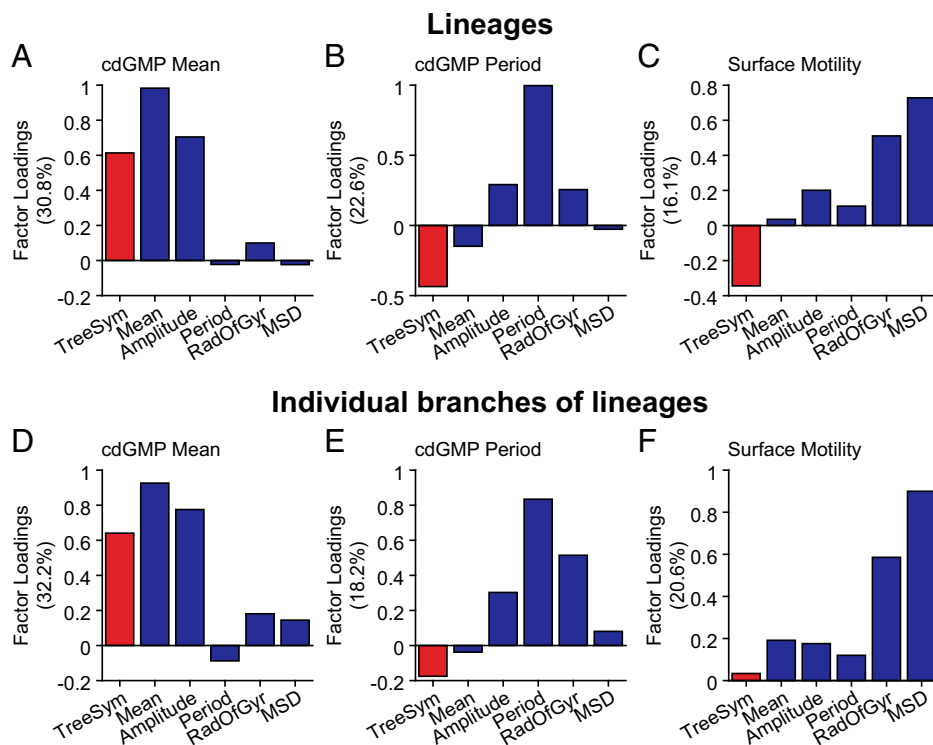 Lineages
A
cdGMP Mean
Factor Loadings
(30.8%)
1
0.8
0.6
0.4
0.2
0
-0.2
TreeSym
Mean
Amplitude
Period
RadOfGyr
MSD
B
cdGMP Period
Factor Loadings
(22.6%)
1
0.5
0
-0.5
TreeSym
Mean
Amplitude
Period
RadOfGyr
MSD
C
Surface Motility
Factor Loadings
(16.1%)
0.8
0.6
0.4
0.2
0
-0.2
-0.4
TreeSym
Mean
Amplitude
Period
RadOfGyr
MSD
Individual branches of lineages
D
cdGMP Mean
Factor Loadings
(32.2%)
1
0.8
0.6
0.4
0.2
0
-0.2
TreeSym
Mean
Amplitude
Period
RadOfGyr
MSD
E
cdGMP Period
Factor Loadings
(18.2%)
1
0.8
0.6
0.4
0.2
0
-0.2
TreeSym
Mean
Amplitude
Period
RadOfGyr
MSD
F
Surface Motility
Factor Loadings
(20.6%)
1
0.8
0.6
0.4
0.2
0
TreeSym
Mean
Amplitude
Period
RadOfGyr
MSD